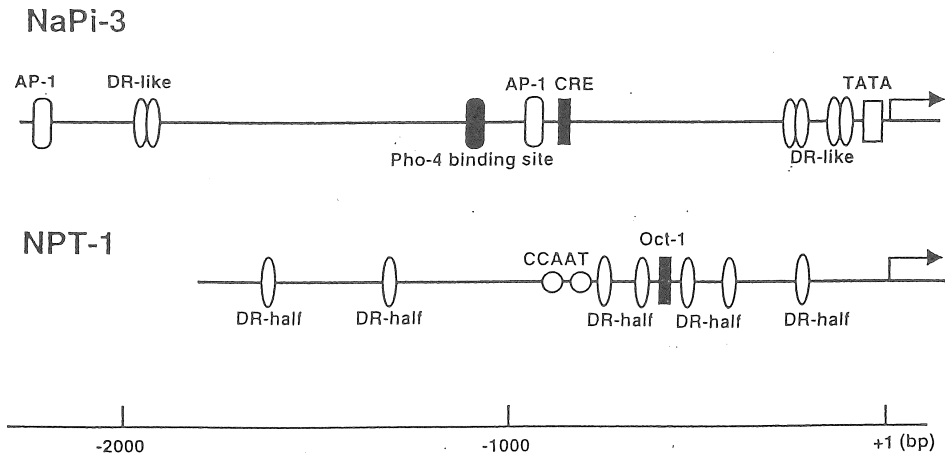 NaPi-3
AP-1 DR-like AP-1 CRE TATA
Pho-4 binding site DR-like
NPT-1
Oct-1
CCAAT
DR-half DR-half DR-half DR-half DR-half
-2000 -1000 +1 (bp)